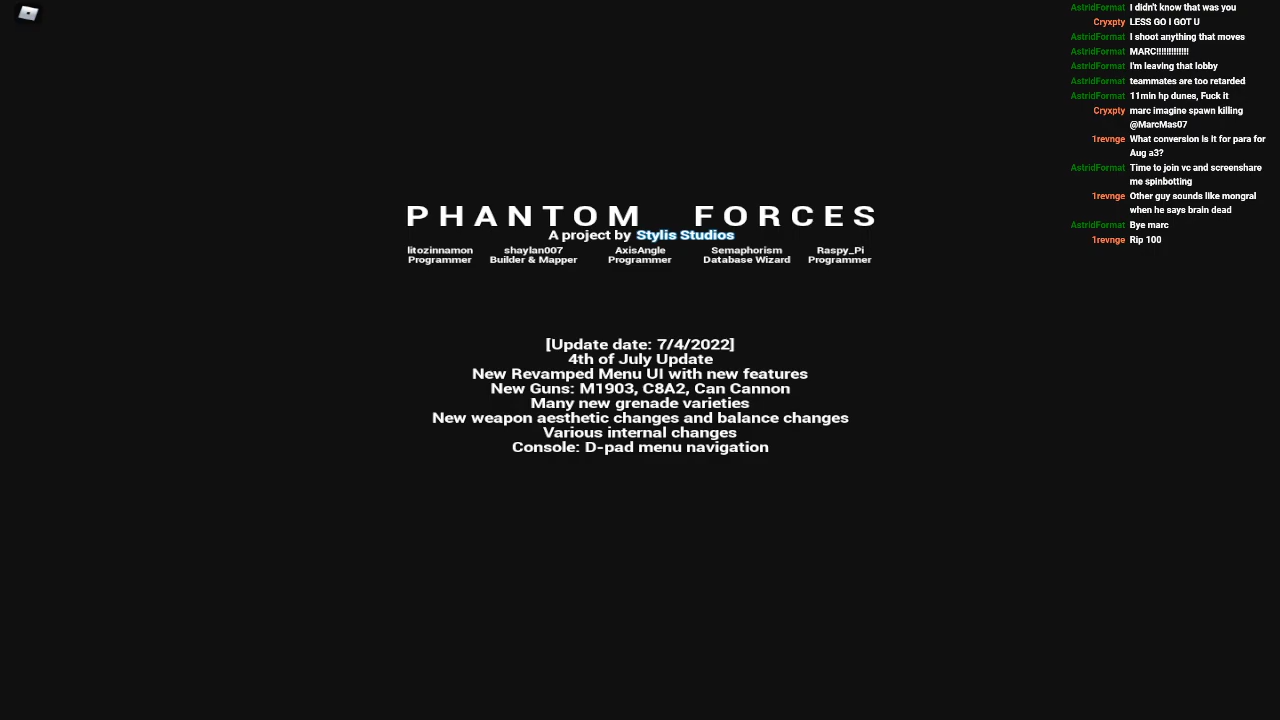 PHANTOM FORCES
A project by Stylis Studios
litozinnamon shaylan007 AxisAngle Semaphorism Raspy_Pi
Programmer Builder & Mapper Programmer Database Wizard Programmer
[Update date: 7/4/2022]
4th of July Update
New Revamped Menu UI with new features
New Guns: M1903, C8A2, Can Cannon
Many new grenade varieties
New weapon aesthetic changes and balance changes
Various internal changes
Console: D-pad menu navigation
AstridFormat I didn't know that was you
Cryxpty LESS GO I GOT U
AstridFormat I shoot anything that moves
AstridFormat MARC!!!!!!!!!!!!!
AstridFormat I'm leaving that lobby
AstridFormat teammates are too retarded
AstridFormat 11min hp dunes, Fuck it
Cryxpty marc imagine spawn killing
@MarcMas07
1revnge What conversion is it for para for
Aug a3?
AstridFormat Time to join vc and screenshare
me spinbotting
1revnge Other guy sounds like mongral
when he says brain dead
AstridFormat Bye marc
1revnge Rip 100